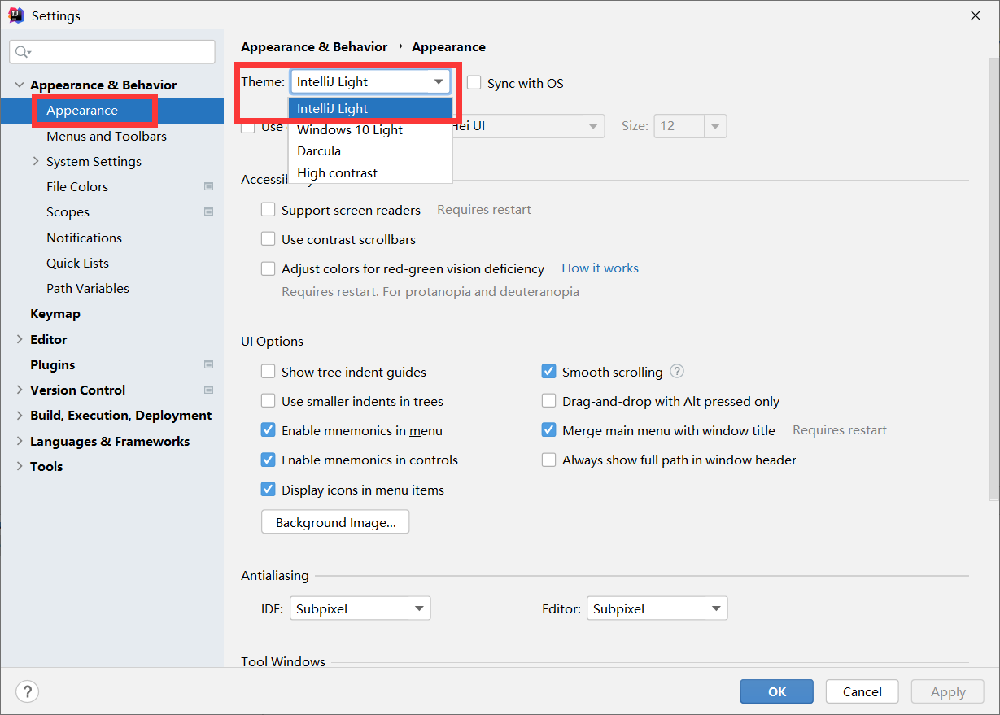 Settings
Appearance & Behavior
Appearance
Menus and Toolbars
System Settings
File Colors
Scopes
Notifications
Quick Lists
Path Variables
Keymap
Editor
Plugins
Version Control
Build, Execution, Deployment
Languages & Frameworks
Tools
Appearance & Behavior › Appearance
Theme: IntelliJ Light Sync with OS
IntelliJ Light
Windows 10 Light
Darcula
High contrast
Use UI Size: 12
Support screen readers Requires restart
Use contrast scrollbars
Adjust colors for red-green vision deficiency How it works
Requires restart. For protanopia and deuteranopia
UI Options
Show tree indent guides Smooth scrolling ?
Use smaller indents in trees Drag-and-drop with Alt pressed only
Enable mnemonics in menu Merge main menu with window title Requires restart
Enable mnemonics in controls Always show full path in window header
Display icons in menu items
Background Image...
Antialiasing
IDE: Subpixel Editor: Subpixel
Tool Windows
? OK Cancel Apply